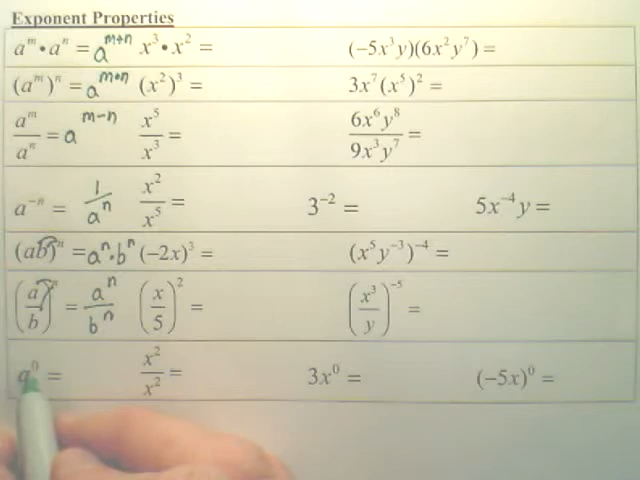 Exponent Properties
a^m • a^n = a^(m+n) x^3 • x^2 = (-5x^3y)(6x^2y^7) =
(a^m)^n = a^(m•n) (x^2)^3 = 3x^7(x^5)^2 =
a^m/a^n = a^(m-n) x^5/x^3 = 6x^6y^8/9x^3y^7 =
a^-n = 1/a^n x^2/x^5 = 3^-2 = 5x^-4y =
(ab)^n = a^n•b^n (-2x)^3 = (x^5y^-3)^-4 =
(a/b)^n = a^n/b^n (x/5)^2 = (x^3/y)^-5 =
a^0 = x^2/x^2 = 3x^0 = (-5x)^0 =